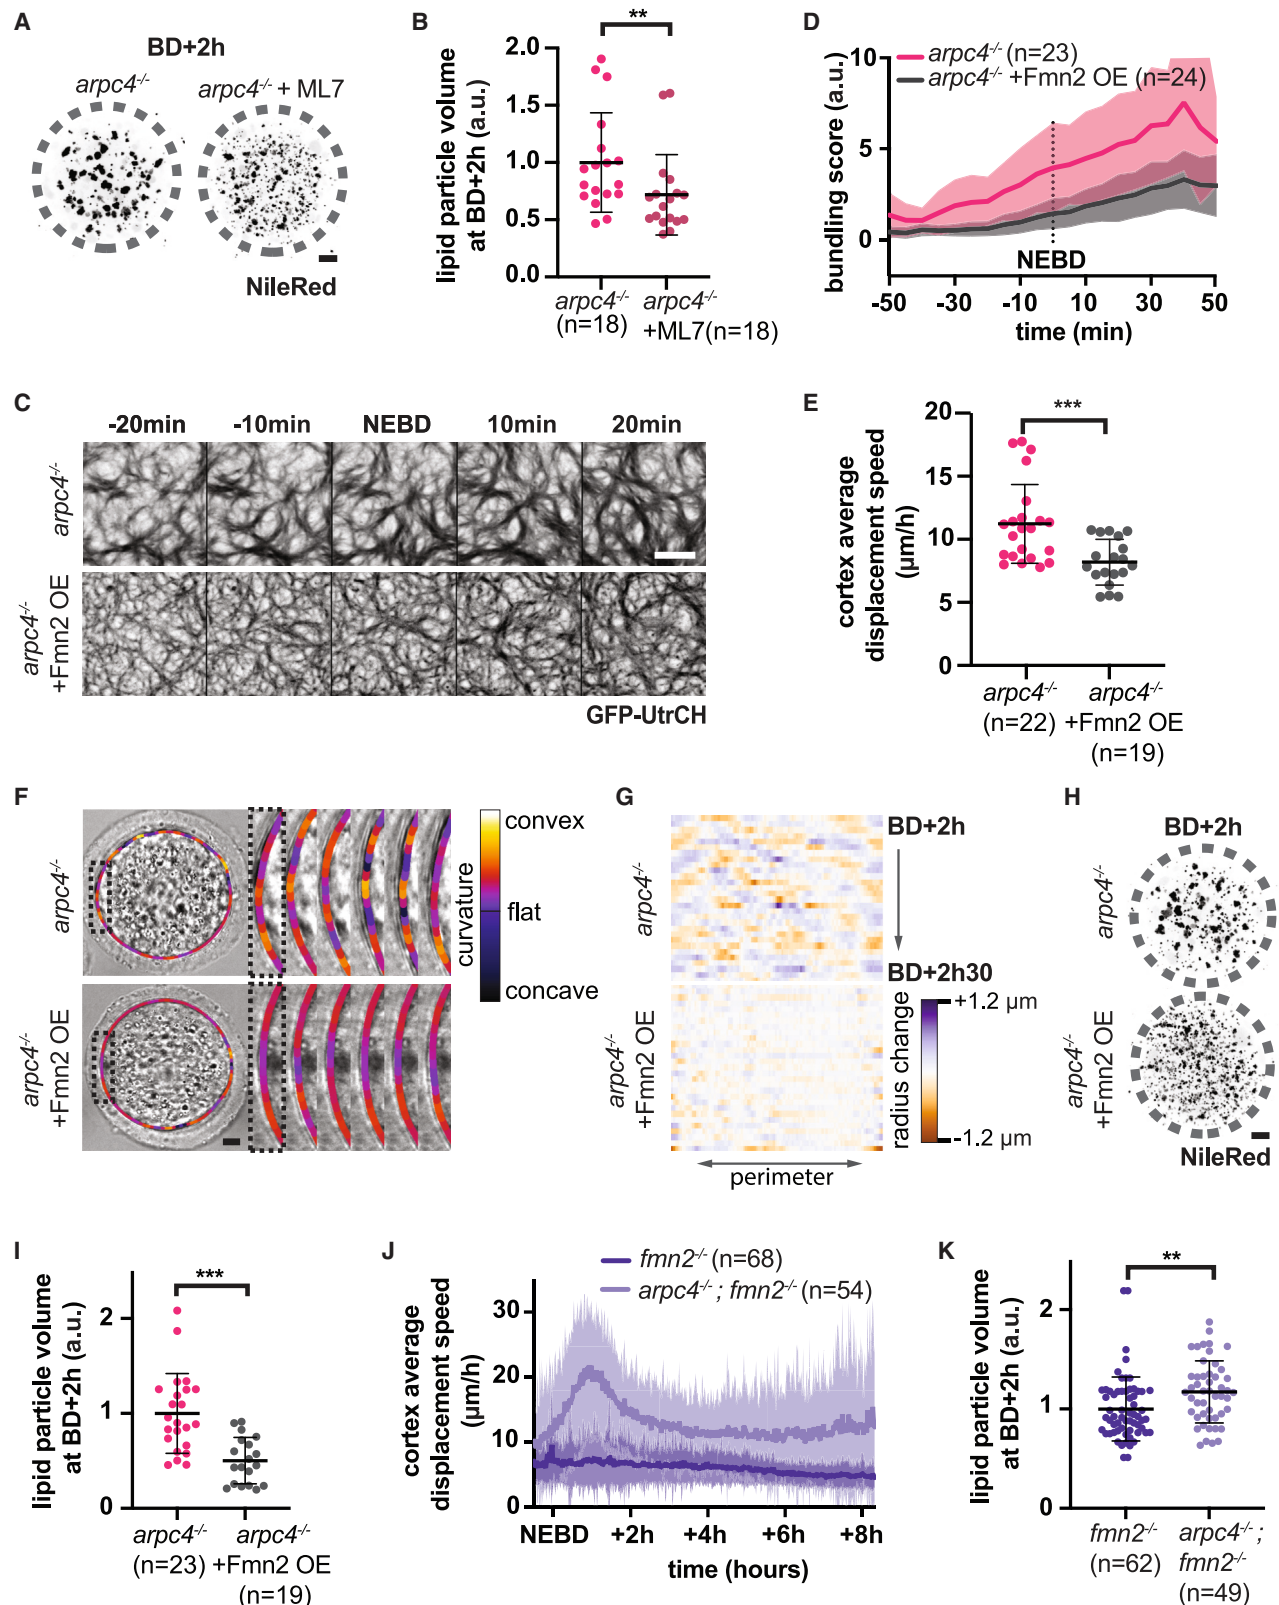 A
BD+2h
arpc4-/-
arpc4-/- + ML7
NileRed
B
**
lipid particle volume
at BD+2h (a.u.)
2.0
1.5
1.0
0.5
0.0
arpc4-/-
(n=18)
arpc4-/-
+ML7(n=18)
D
arpc4-/- (n=23)
arpc4-/- +Fmn2 OE (n=24)
bundling score (a.u.)
10
5
0
NEBD
-50
-30
-10
10
30
50
time (min)
C
-20min
-10min
NEBD
10min
20min
arpc4-/-
arpc4-/-
+Fmn2 OE
GFP-UtrCH
E
***
cortex average
displacement speed
(µm/h)
20
15
10
5
0
arpc4-/-
(n=22)
arpc4-/-
+Fmn2 OE
(n=19)
F
arpc4-/-
arpc4-/-
+Fmn2 OE
convex
flat
concave
curvature
G
arpc4-/-
arpc4-/-
+Fmn2 OE
BD+2h
BD+2h30
radius change
+1.2 µm
-1.2 µm
perimeter
H
BD+2h
arpc4-/-
arpc4-/-
+Fmn2 OE
NileRed
I
***
lipid particle volume
at BD+2h (a.u.)
2
1
0
arpc4-/-
(n=23)
arpc4-/-
+Fmn2 OE
(n=19)
J
fmn2-/- (n=68)
arpc4-/- ; fmn2-/- (n=54)
cortex average
displacement speed
(µm/h)
30
20
10
0
NEBD
+2h
+4h
+6h
+8h
time (hours)
K
**
lipid particle volume
at BD+2h (a.u.)
2
1
0
fmn2-/-
(n=62)
arpc4-/- ;
fmn2-/-
(n=49)